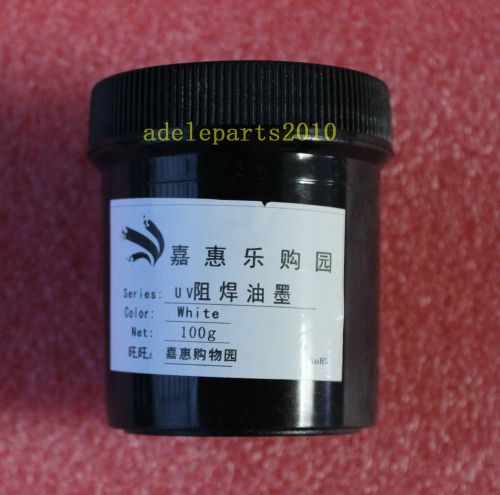 adeleparts2010
嘉惠乐购园
Series: UV阻焊油墨
Color: White
Net: 100g
旺旺: 嘉惠购物园
RoHS